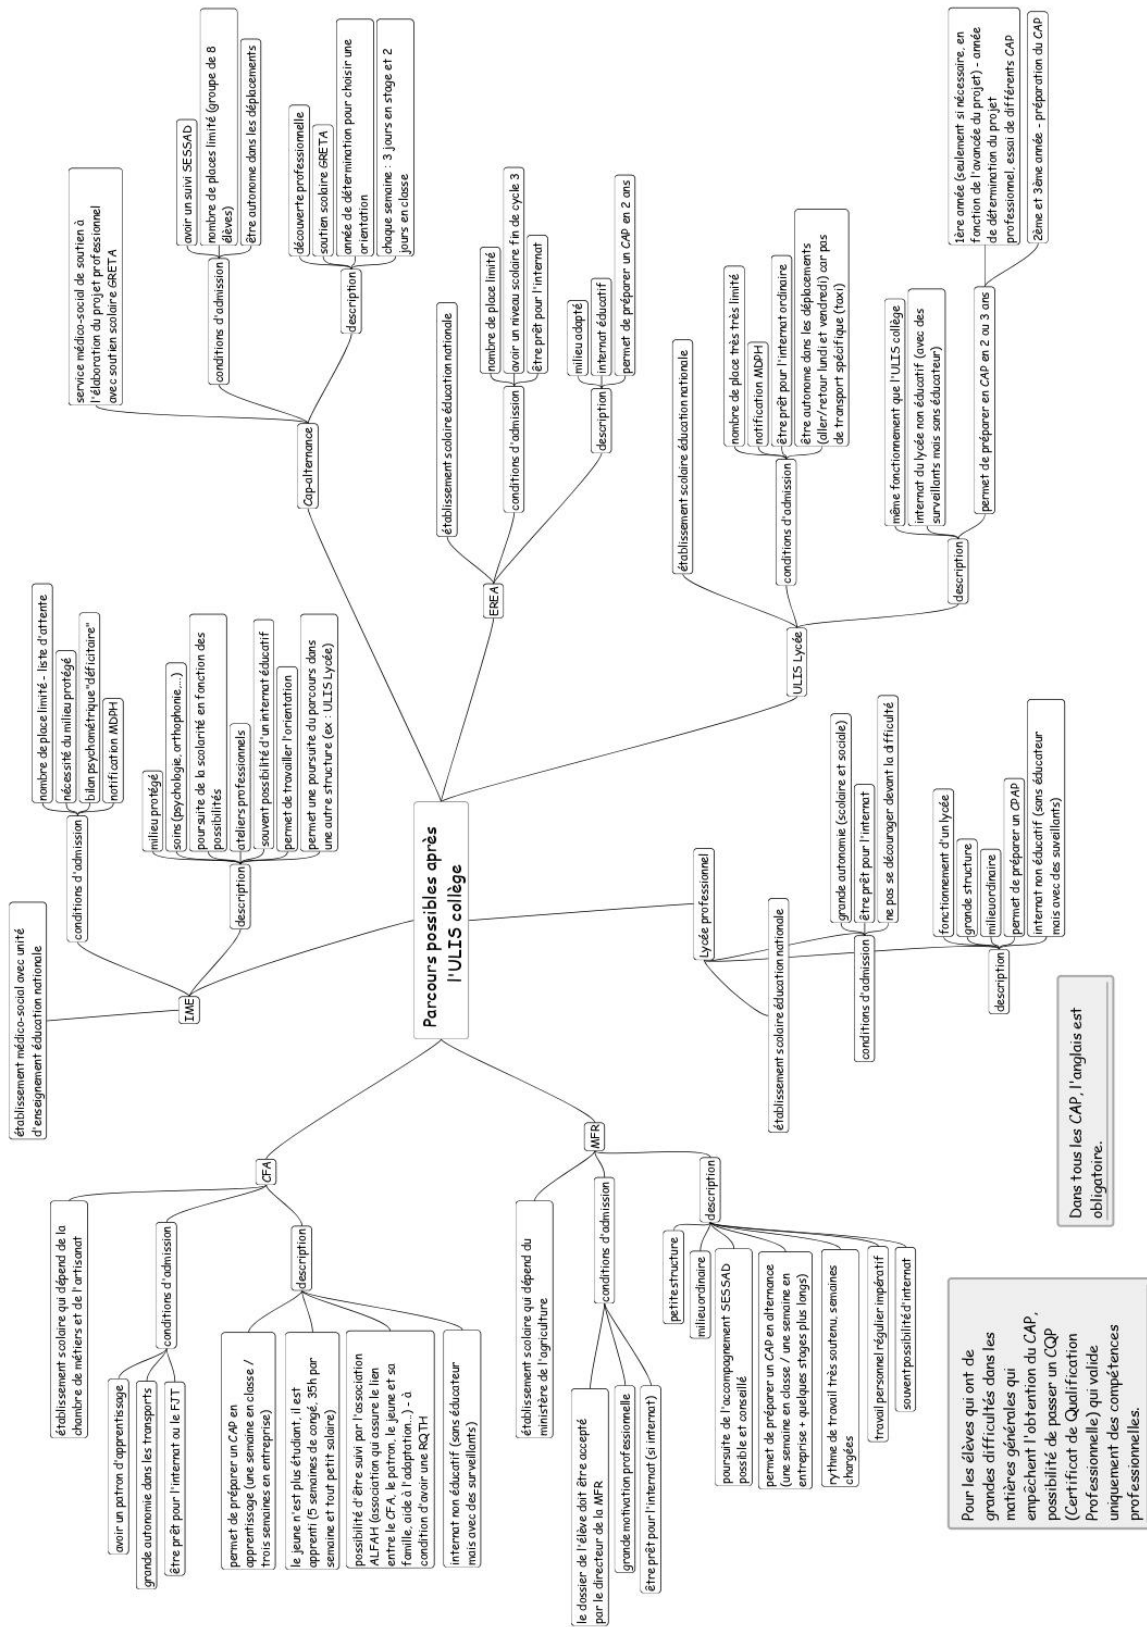 Parcours possibles après
l'ULIS collège
IME
établissement médico-social avec unité
d'enseignement éducation nationale
conditions d'admission
nombre de place limité - liste d'attente
nécessité du milieu protégé
bilan psychométrique "déficitaire"
notification MDPH
description
milieu protégé
soins (psychologie, orthophonie,...)
poursuite de la scolarité en fonction des
possibilités
ateliers professionnels
souvent possibilité d'un internat éducatif
permet de travailler l'orientation
permet une poursuite du parcours dans
une autre structure (ex : ULIS Lycée)
Cap-alternance
service médico-social de soutien à
l'élaboration du projet professionnel
avec soutien scolaire GRETA
conditions d'admission
avoir un suivi SESSAD
nombre de places limité (groupe de 8
élèves)
être autonome dans les déplacements
description
découverte professionnelle
soutien scolaire GRETA
année de détermination pour choisir une
orientation
chaque semaine : 3 jours en stage et 2
jours en classe
EREA
établissement scolaire éducation nationale
conditions d'admission
nombre de place limité
avoir un niveau scolaire fin de cycle 3
être prêt pour l'internat
description
milieu adapté
internat éducatif
permet de préparer un CAP en 2 ans
ULIS Lycée
établissement scolaire éducation nationale
conditions d'admission
nombre de place très très limité
notification MDPH
être prêt pour l'internat ordinaire
être autonome dans les déplacements
(aller/retour lundi et vendredi) car pas
de transport spécifique (taxi)
description
même fonctionnement que l'ULIS collège
internat du lycée non éducatif (avec des
surveillants mais sans éducateur)
permet de préparer en CAP en 2 ou 3 ans
1ère année (seulement si nécessaire, en
fonction de l'avancée du projet) - année
de détermination du projet
professionnel, essai de différents CAP
2ème et 3ème année - préparation du CAP
Lycée professionnel
établissement scolaire éducation nationale
conditions d'admission
grande autonomie (scolaire et sociale)
être prêt pour l'internat
ne pas se décourager devant la difficulté
description
fonctionnement d'un lycée
grande structure
milieu ordinaire
permet de préparer un CPAP
internat non éducatif (sans éducateur
mais avec des suveillants)
CFA
établissement scolaire qui dépend de la
chambre de métiers et de l'artisanat
conditions d'admission
avoir un patron d'apprentissage
grande autonomie dans les transports
être prêt pour l'internat ou le FJT
description
permet de préparer un CAP en
apprentissage (une semaine en classe /
trois semaines en entreprise)
le jeune n'est plus étudiant, il est
apprenti (5 semaines de congé, 35h par
semaine et tout petit salaire)
possibilité d'être suivi par l'association
ALFAH (association qui assure le lien
entre le CFA, le patron, le jeune et sa
famille, aide à l'adaptation...) - à
condition d'avoir une RQTH
internat non éducatif (sans éducateur
mais avec des surveillants)
MFR
établissement scolaire qui dépend du
ministère de l'agriculture
conditions d'admission
le dossier de l'élève doit être accepté
par le directeur de la MFR
grande motivation professionnelle
être prêt pour l'internat (si internat)
description
petite structure
milieu ordinaire
poursuite de l'accompagnement SESSAD
possible et conseillé
permet de préparer un CAP en alternance
(une semaine en classe / une semaine en
entreprise + quelques stages plus longs)
rythme de travail très soutenu, semaines
chargées
travail personnel régulier impératif
souvent possibilité d'internat
Pour les élèves qui ont de
grandes difficultés dans les
matières générales qui
empêchent l'obtention du CAP,
possibilité de passer un CQP
(Certificat de Qualification
Professionnelle) qui valide
uniquement des compétences
professionnelles.
Dans tous les CAP, l'anglais est
obligatoire.